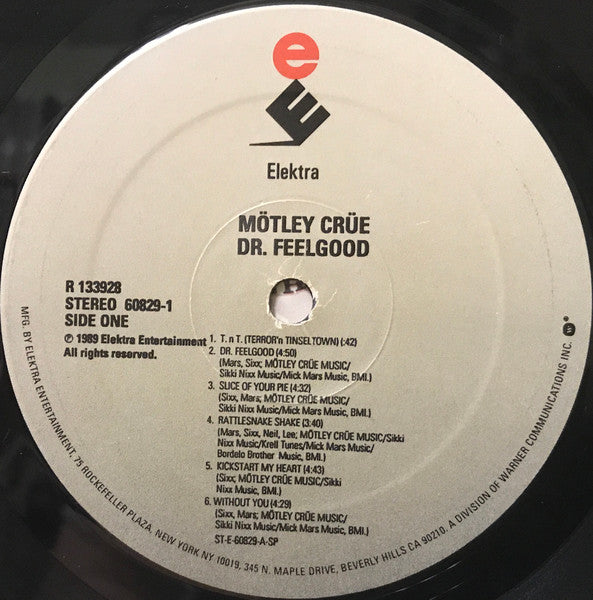 e
E
Elektra
MÖTLEY CRÜE
DR. FEELGOOD
R 133928
STEREO 60829-1
SIDE ONE
℗ 1989 Elektra Entertainment
All rights reserved.
1. T. n T. (TERROR'n TINSELTOWN) (:42)
2. DR. FEELGOOD (4:50)
(Mars, Sixx; MÖTLEY CRÜE MUSIC/
Sikki Nixx Music/Mick Mars Music, BMI.)
3. SLICE OF YOUR PIE (4:32)
(Sixx, Mars; MÖTLEY CRÜE MUSIC/
Sikki Nixx Music/Mick Mars Music, BMI.)
4. RATTLESNAKE SHAKE (3:40)
(Mars, Sixx, Neil, Lee; MÖTLEY CRÜE MUSIC/Sikki
Nixx Music/Krell Tunes/Mick Mars Music/
Bordelo Brother Music, BMI.)
5. KICKSTART MY HEART (4:43)
(Sixx; MÖTLEY CRÜE MUSIC/Sikki
Nixx Music, BMI.)
6. WITHOUT YOU (4:29)
(Sixx, Mars; MÖTLEY CRÜE MUSIC/
Sikki Nixx Music/Mick Mars Music, BMI.)
ST-E-60829-A-SP
MFG. BY ELEKTRA ENTERTAINMENT, 75 ROCKEFELLER PLAZA, NEW YORK NY 10019, 345 N. MAPLE DRIVE, BEVERLY HILLS CA 90210. A DIVISION OF WARNER COMMUNICATIONS INC.